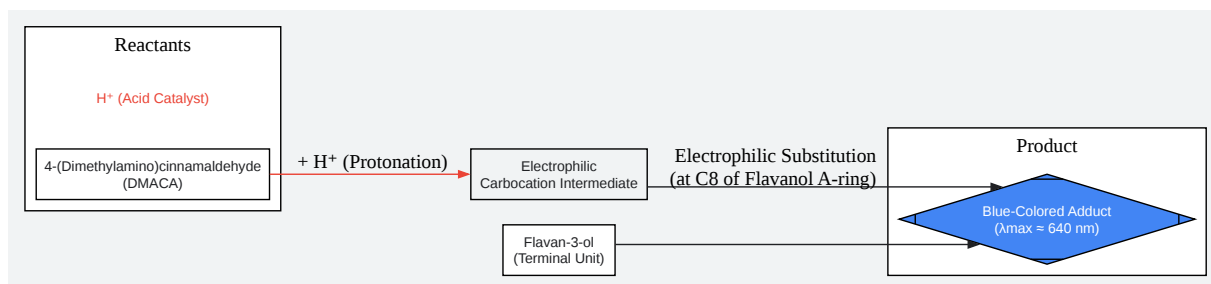 Reactants
H⁺ (Acid Catalyst)
4-(Dimethylamino)cinnamaldehyde
(DMACA)
+ H⁺ (Protonation)
Electrophilic
Carbocation Intermediate
Electrophilic Substitution
(at C8 of Flavanol A-ring)
Flavan-3-ol
(Terminal Unit)
Product
Blue-Colored Adduct
(λmax ≈ 640 nm)